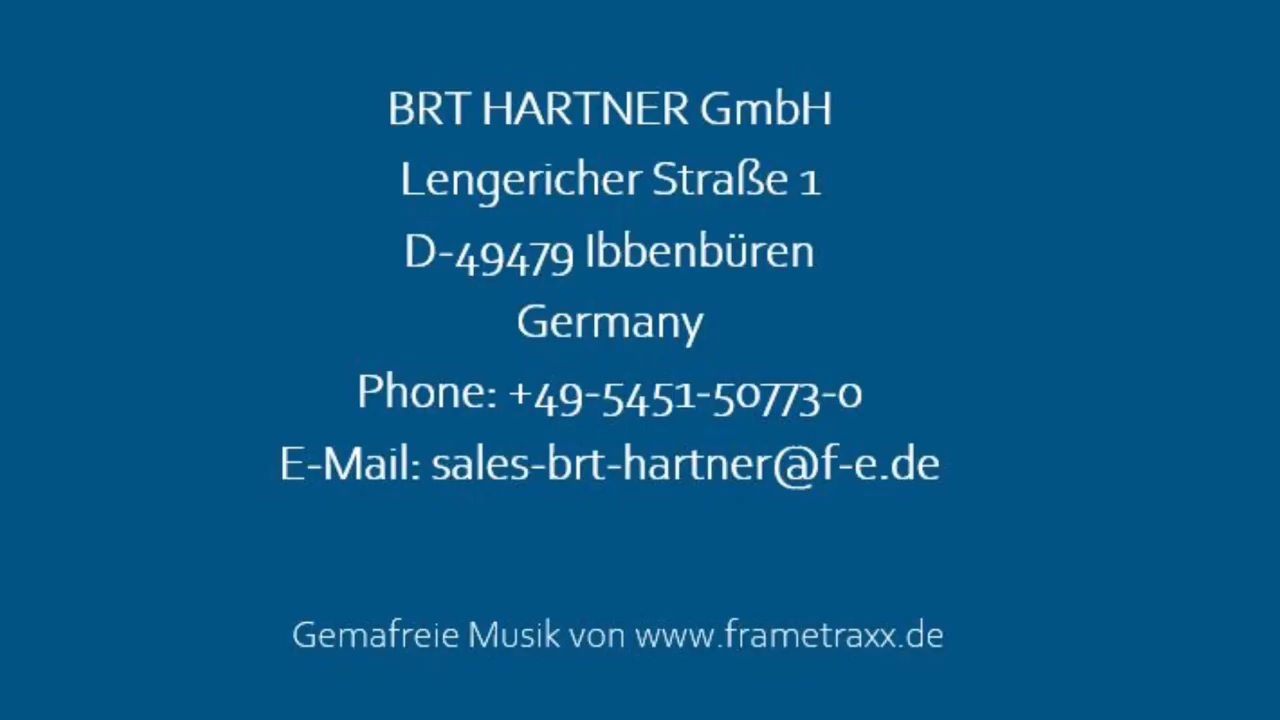 BRT HARTNER GmbH
Lengericher Straße 1
D-49479 Ibbenbüren
Germany
Phone: +49-5451-50773-0
E-Mail: sales-brt-hartner@f-e.de
Gemafreie Musik von www.frametraxx.de